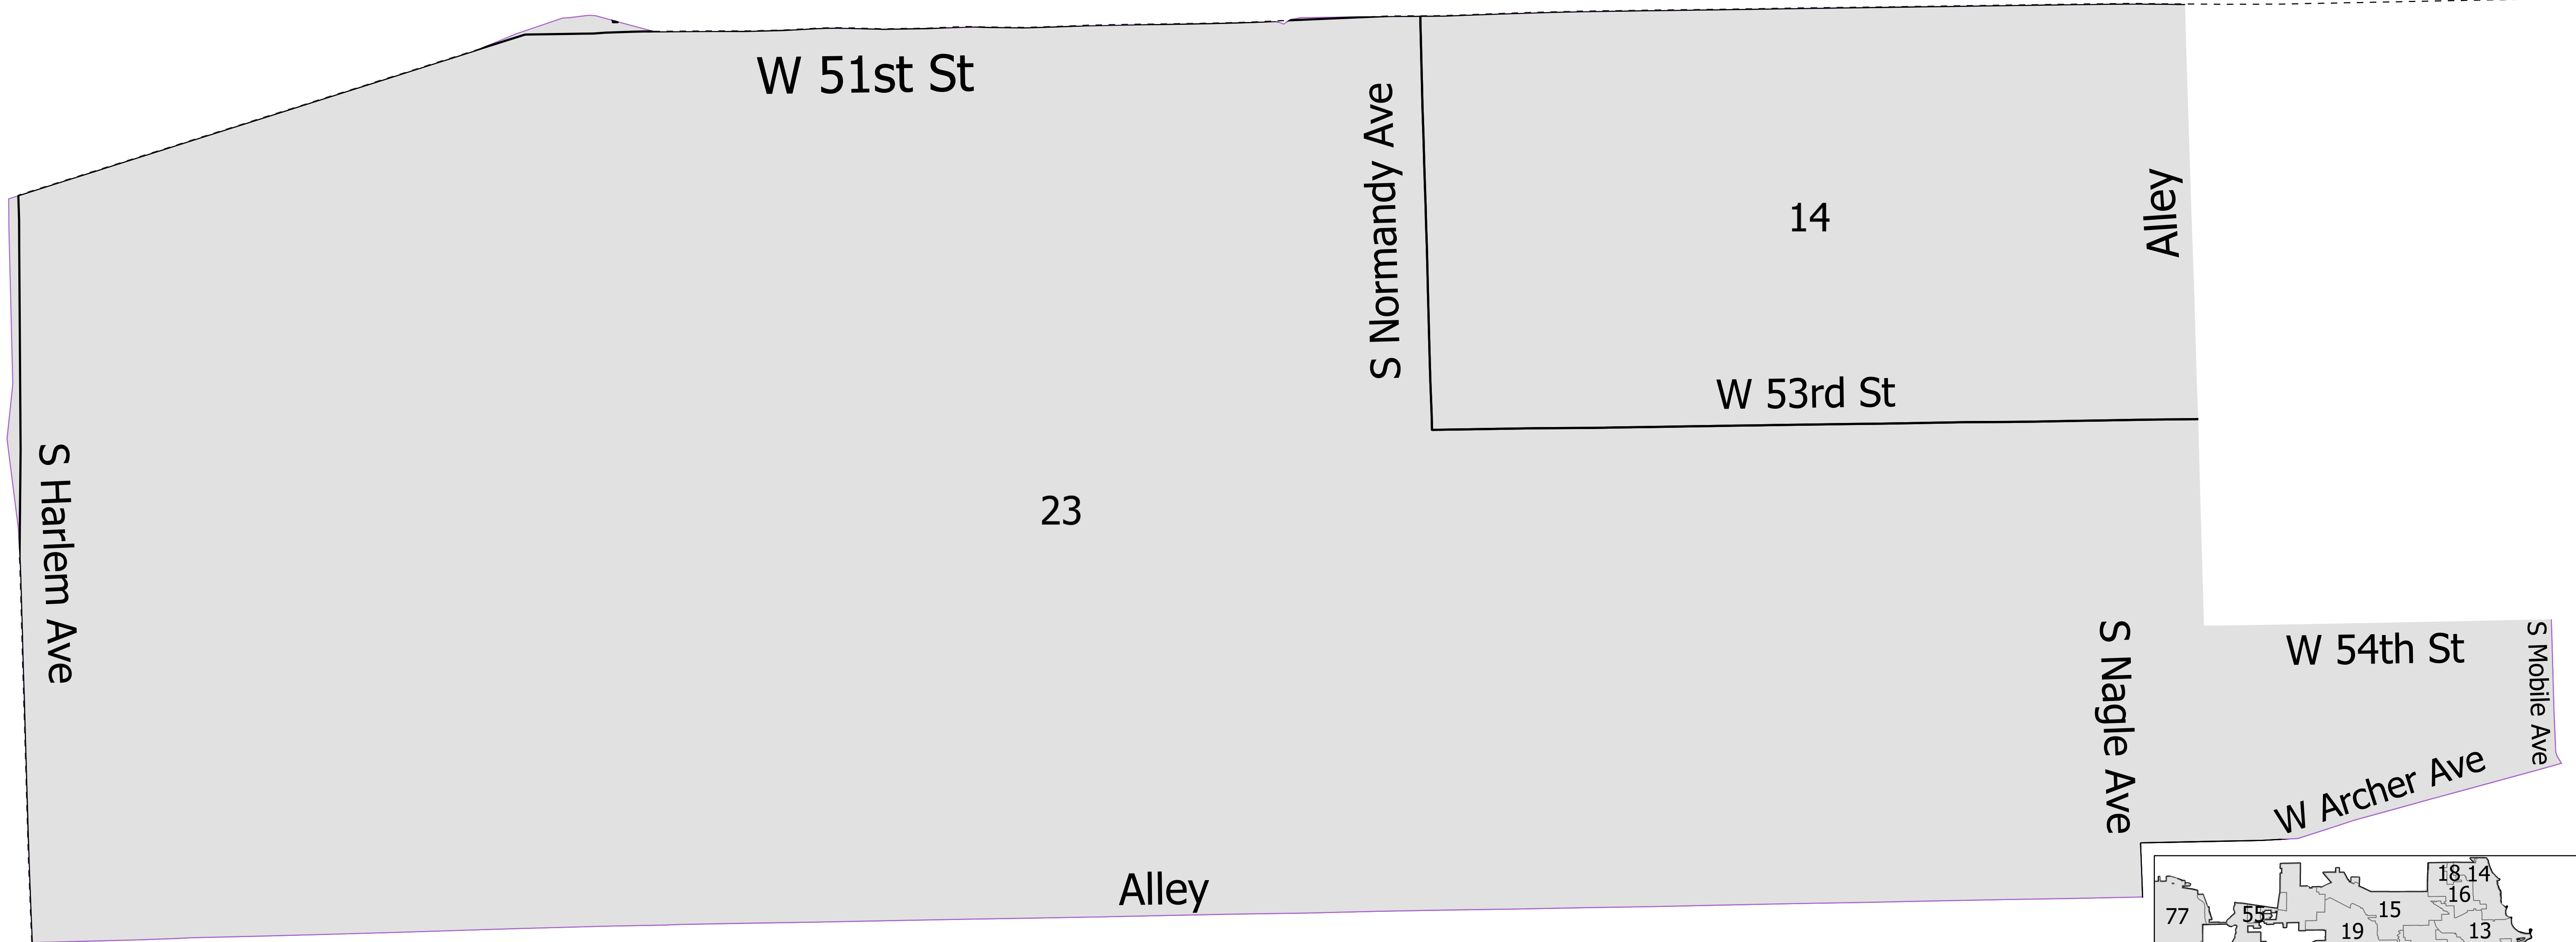 W 51st St
S Normandy Ave
14
Alley
W 53rd St
S Harlem Ave
23
S Nagle Ave
W 54th St
S Mobile Ave
W Archer Ave
Alley
18 14
16
77
55
15
19
13